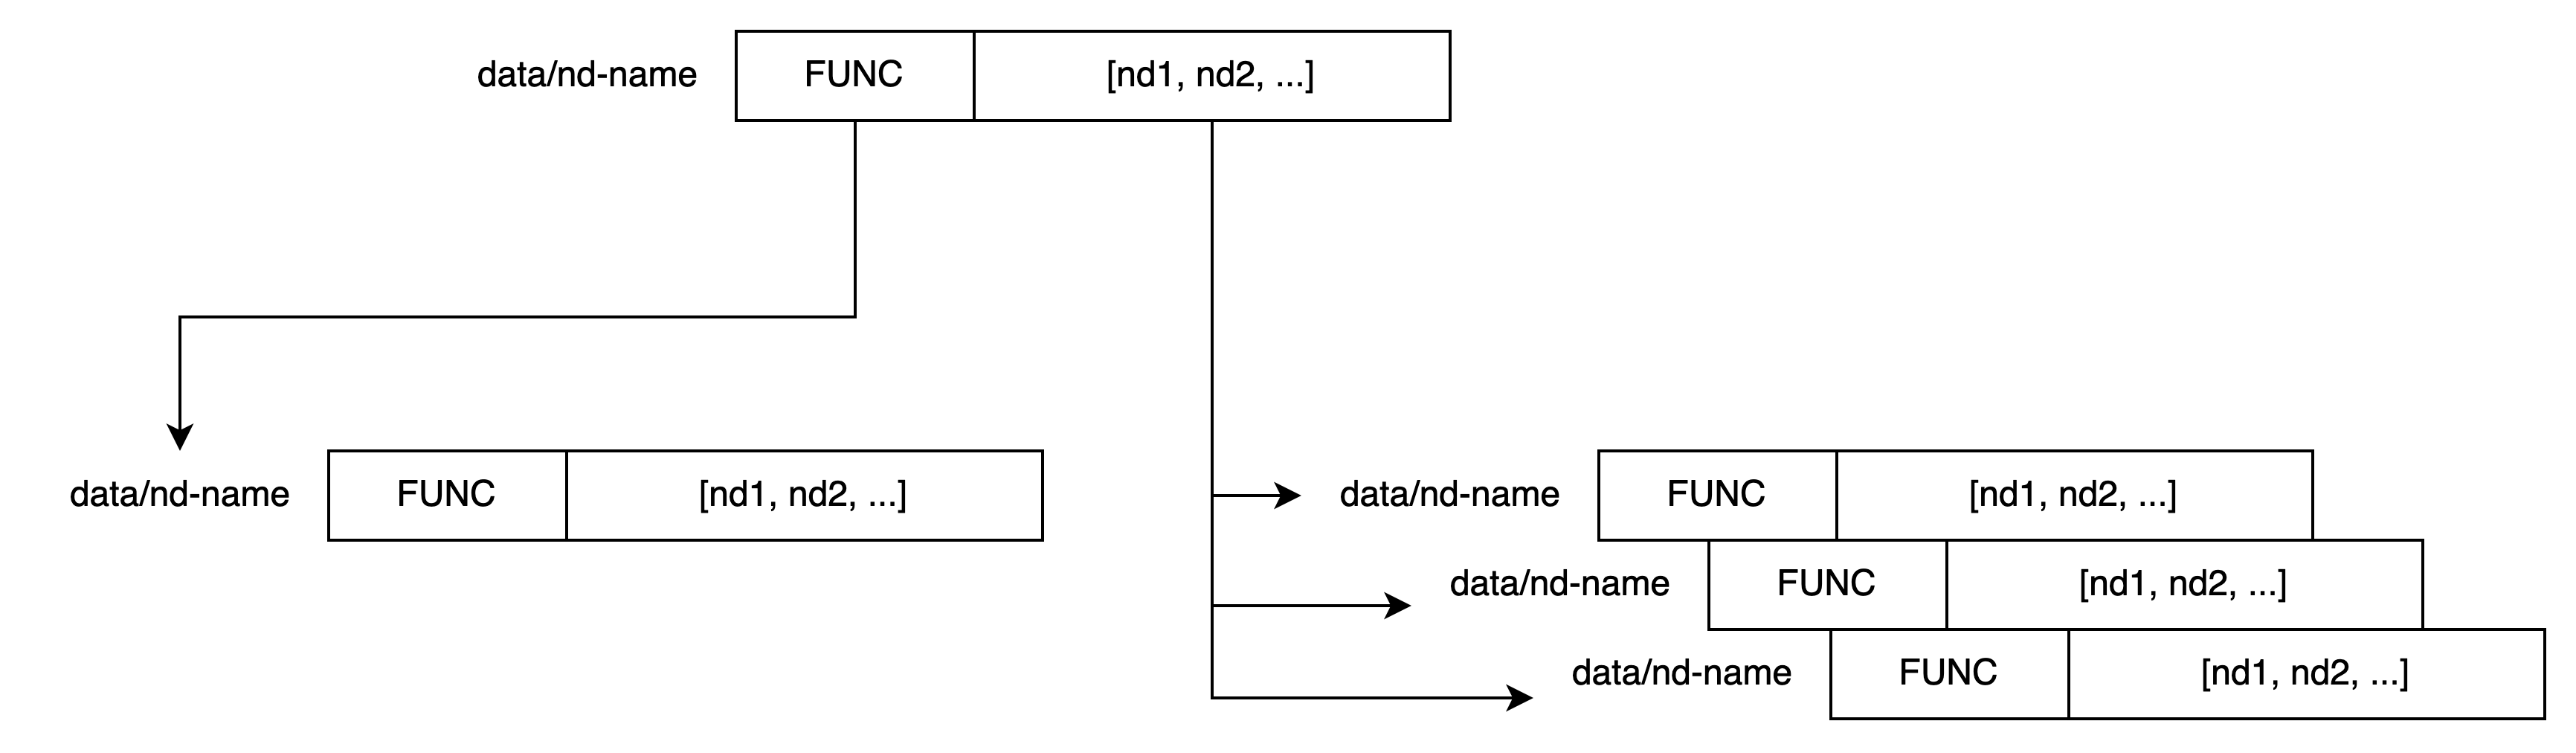 data/nd-name FUNC [nd1, nd2, ...]
data/nd-name FUNC [nd1, nd2, ...] data/nd-name FUNC [nd1, nd2, ...]
data/nd-name FUNC [nd1, nd2, ...]
data/nd-name FUNC [nd1, nd2, ...]